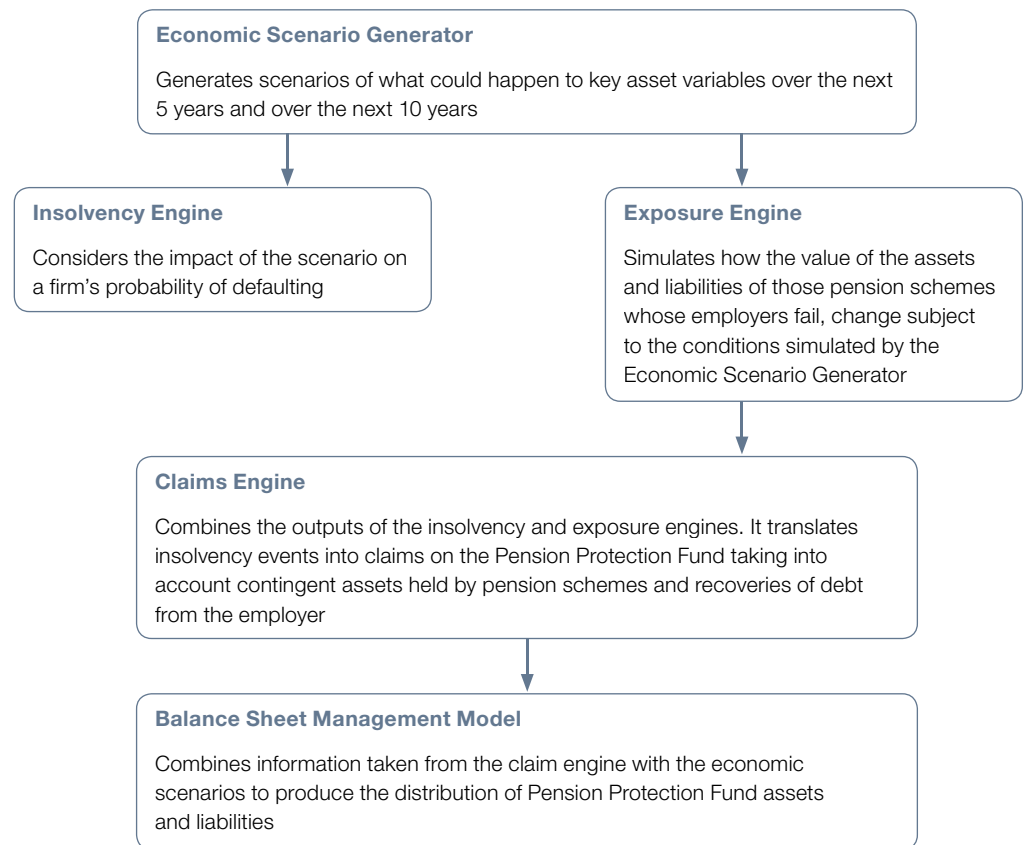 Economic Scenario Generator
Generates scenarios of what could happen to key asset variables over the next
5 years and over the next 10 years
Insolvency Engine
Considers the impact of the scenario on
a firm's probability of defaulting
Exposure Engine
Simulates how the value of the assets
and liabilities of those pension schemes
whose employers fail, change subject
to the conditions simulated by the
Economic Scenario Generator
Claims Engine
Combines the outputs of the insolvency and exposure engines. It translates
insolvency events into claims on the Pension Protection Fund taking into
account contingent assets held by pension schemes and recoveries of debt
from the employer
Balance Sheet Management Model
Combines information taken from the claim engine with the economic
scenarios to produce the distribution of Pension Protection Fund assets
and liabilities